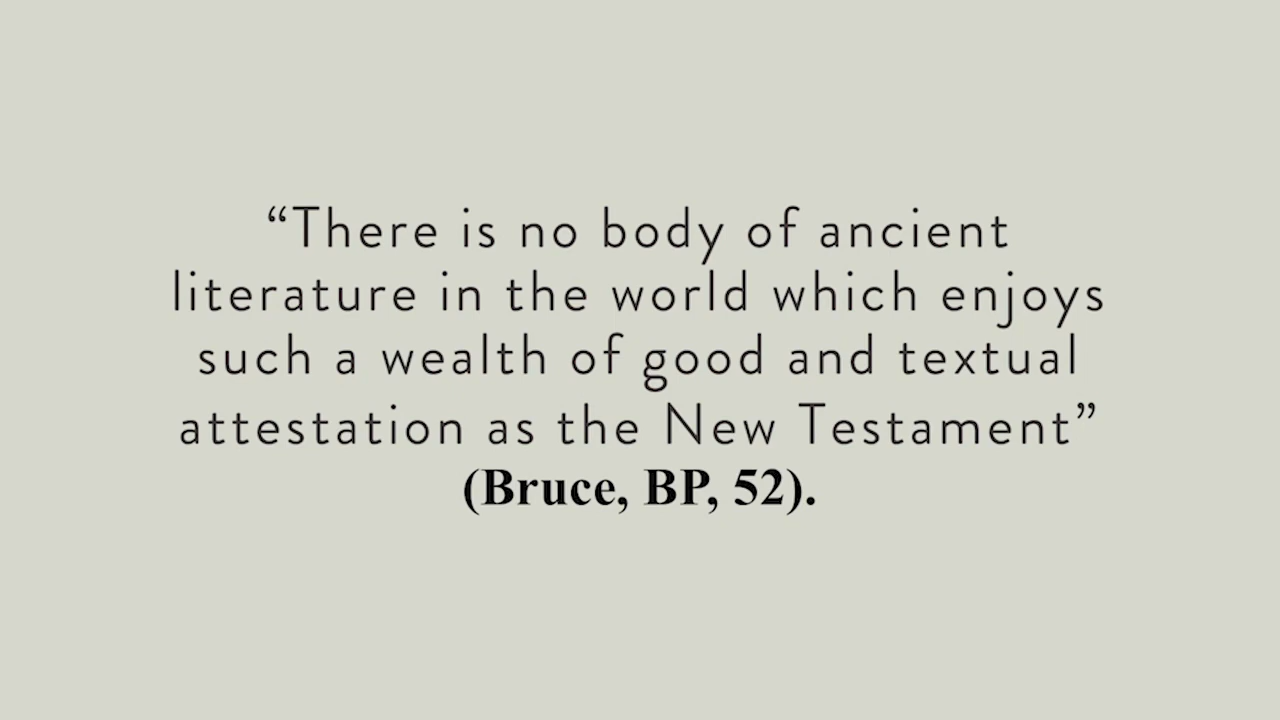 “There is no body of ancient
literature in the world which enjoys
such a wealth of good and textual
attestation as the New Testament”
(Bruce, BP, 52).